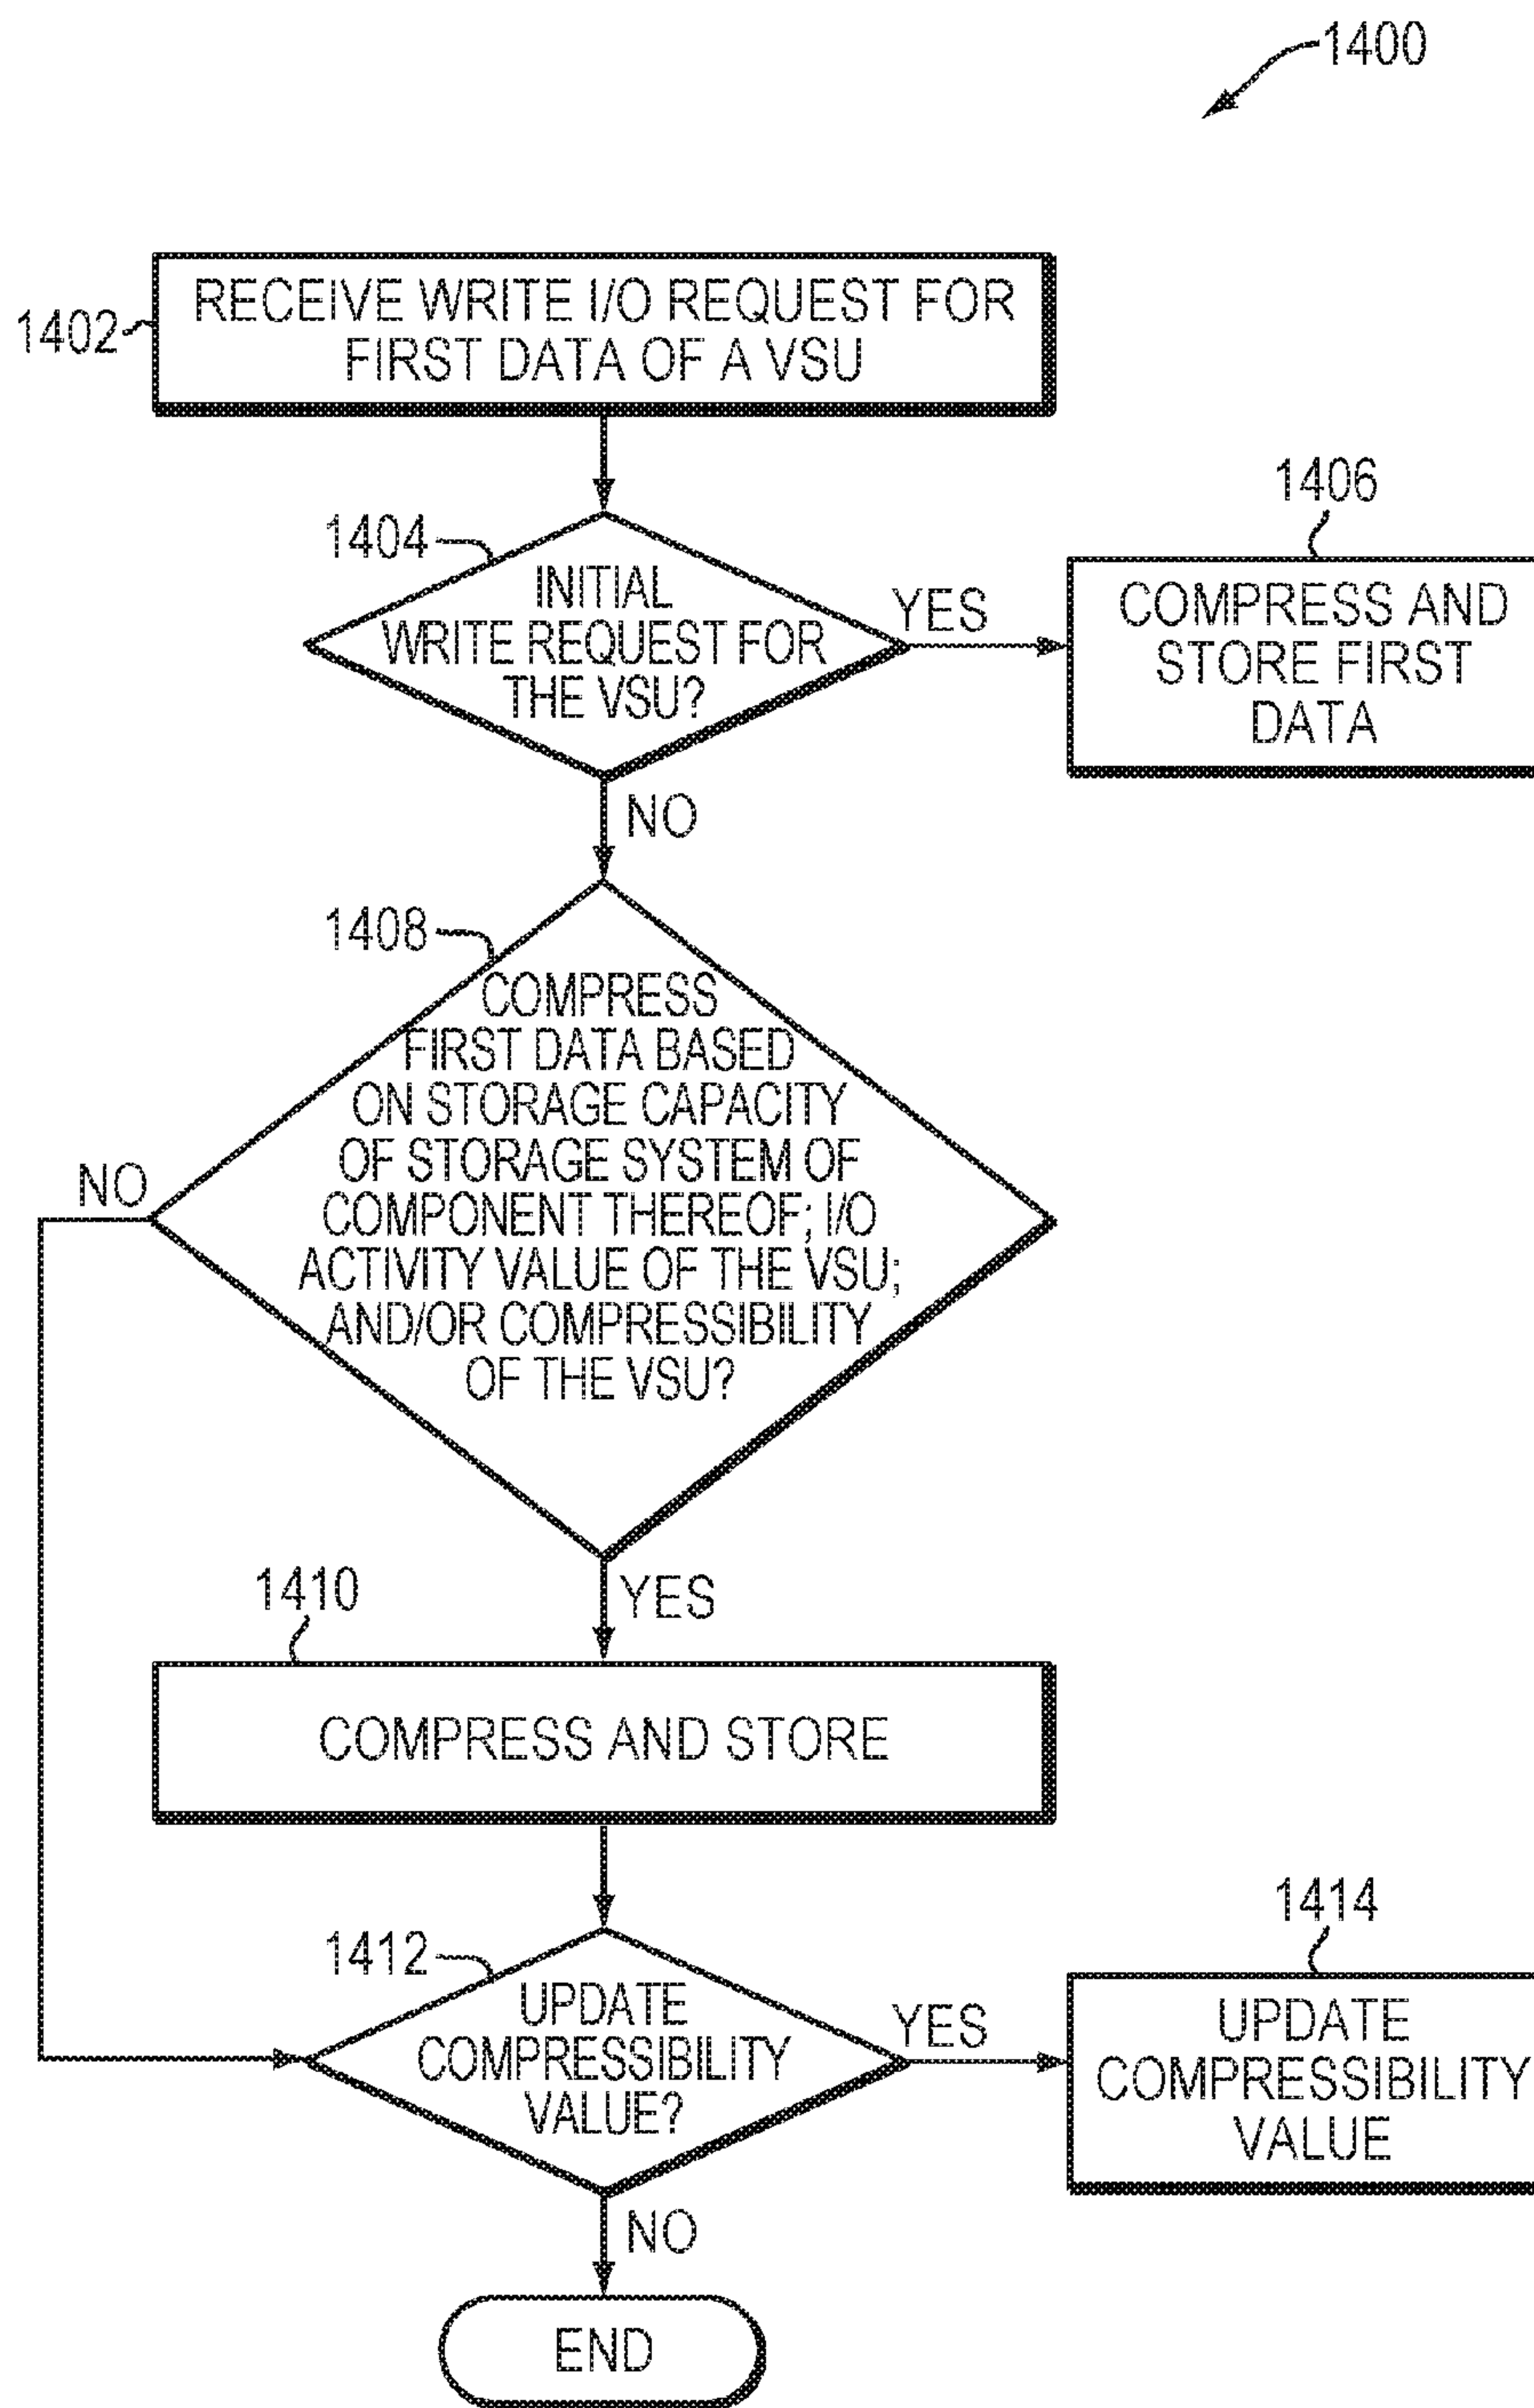 1400
RECEIVE WRITE I/O REQUEST FOR
FIRST DATA OF A VSU
1402
1404
INITIAL
WRITE REQUEST FOR
THE VSU?
YES
1406
COMPRESS AND
STORE FIRST
DATA
NO
1408
COMPRESS
FIRST DATA BASED
ON STORAGE CAPACITY
OF STORAGE SYSTEM OF
COMPONENT THEREOF; I/O
ACTIVITY VALUE OF THE VSU;
AND/OR COMPRESSIBILITY
OF THE VSU?
NO
YES
1410
COMPRESS AND STORE
1412
UPDATE
COMPRESSIBILITY
VALUE?
YES
1414
UPDATE
COMPRESSIBILITY
VALUE
NO
END